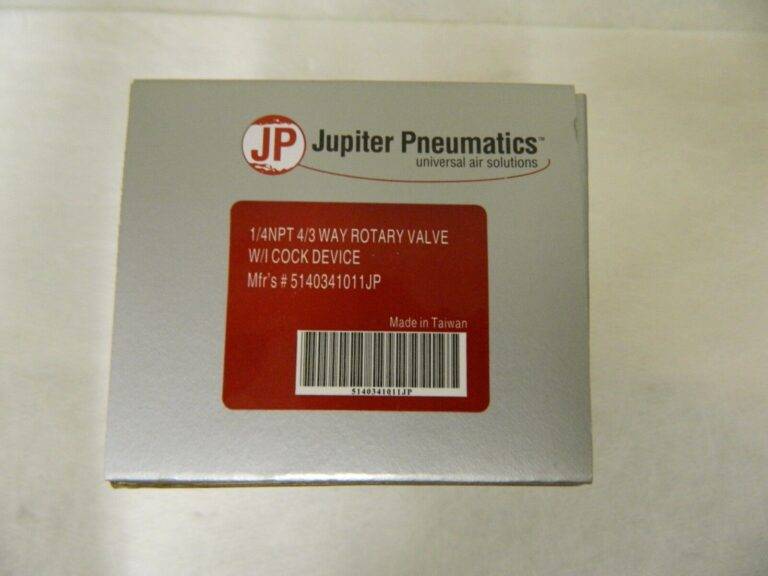 JP Jupiter Pneumatics™
universal air solutions
1/4NPT 4/3 WAY ROTARY VALVE
W/I COCK DEVICE
Mfr's # 5140341011JP
Made in Taiwan
5140341011JP